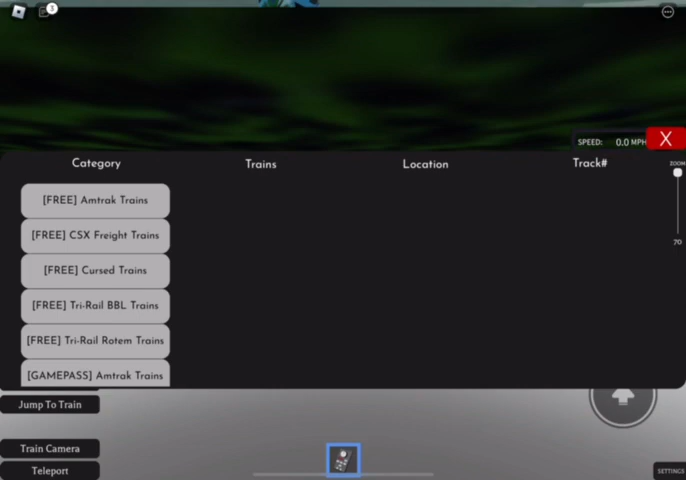 3
SPEED: 0.0 MPH
X
Category Trains Location Track#
ZOOM
[FREE] Amtrak Trains
[FREE] CSX Freight Trains
70
[FREE] Cursed Trains
[FREE] Tri-Rail BBL Trains
[FREE] Tri-Rail Rotem Trains
[GAMEPASS] Amtrak Trains
Jump To Train
Train Camera
Teleport
SETTINGS